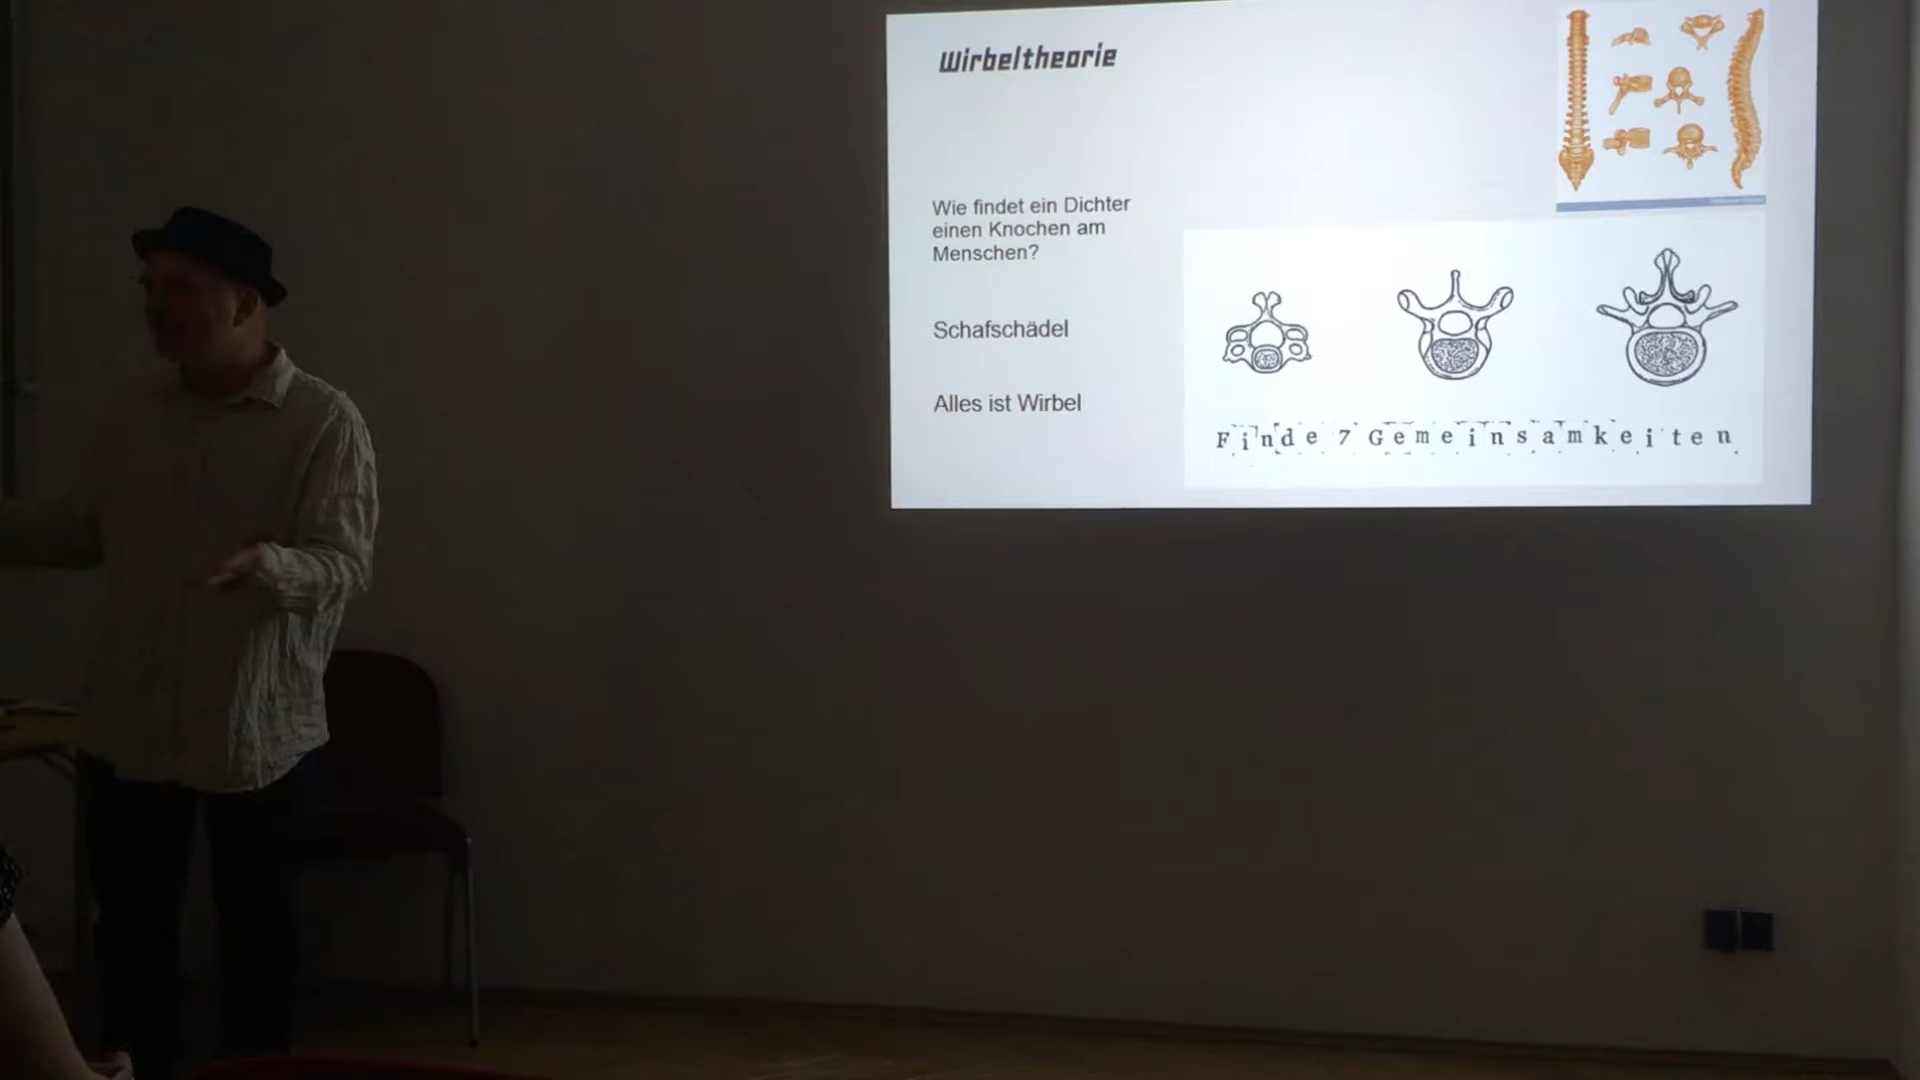 Wirbeltheorie
Wie findet ein Dichter
einen Knochen am
Menschen?
Schafschädel
Alles ist Wirbel
Finde 7 Gemeinsamkeiten